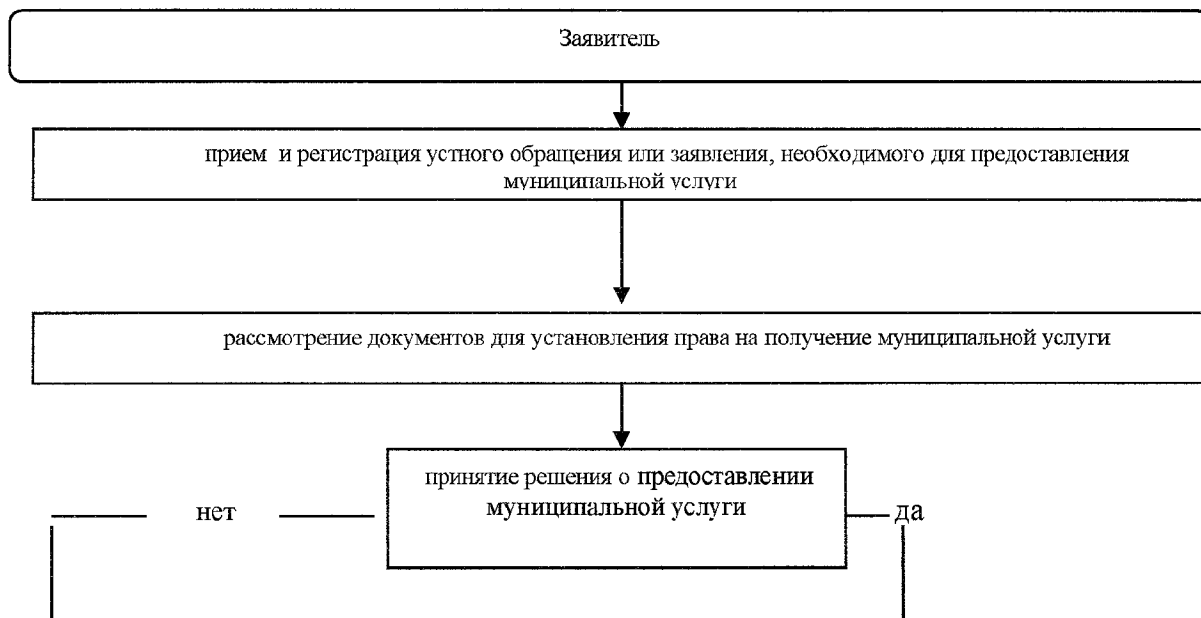 Заявитель
прием и регистрация устного обращения или заявления, необходимого для предоставления
муниципальной услуги
рассмотрение документов для установления права на получение муниципальной услуги
принятие решения о предоставлении
муниципальной услуги
нет
да